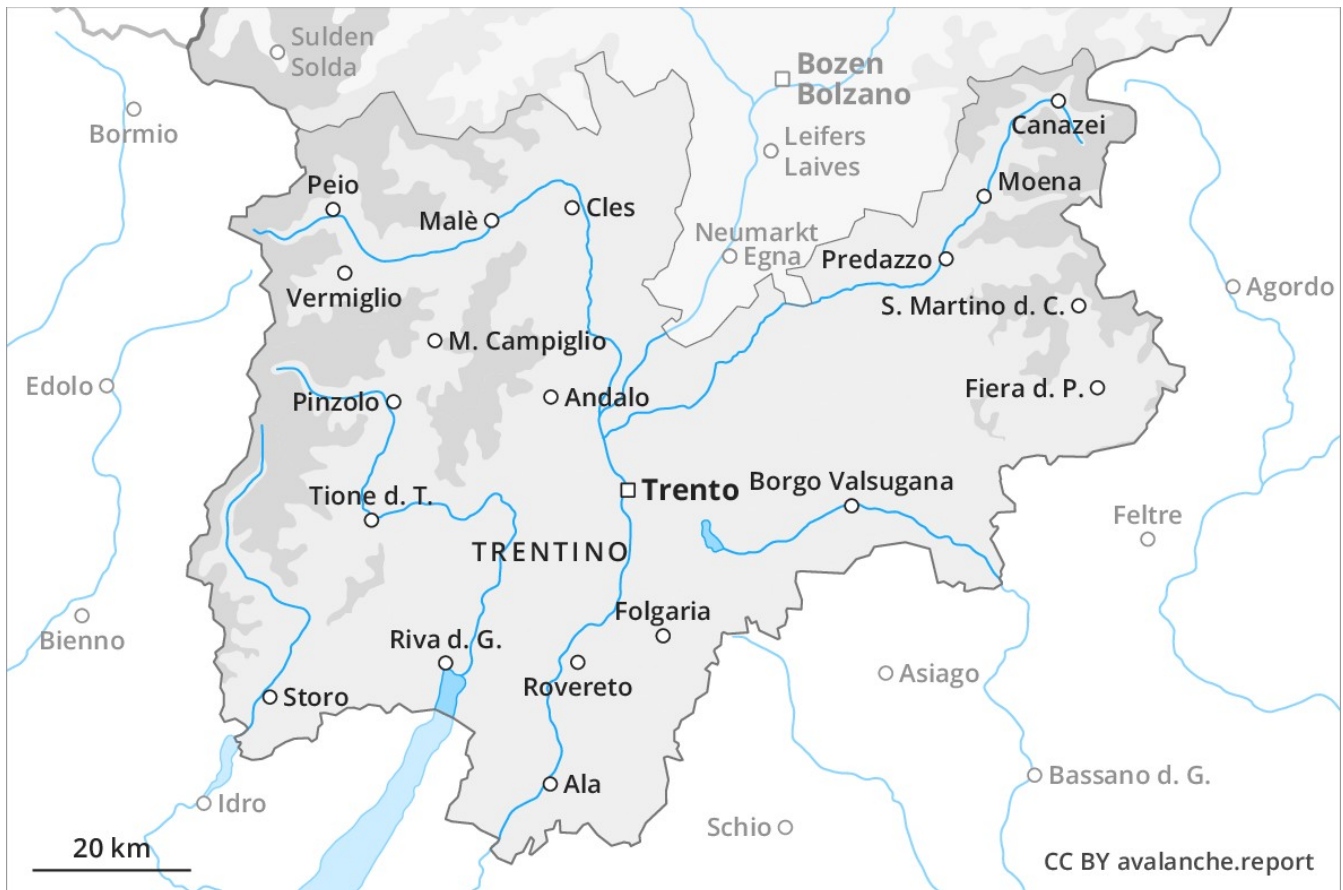 Sulden
Solda
Bozen
Bolzano
Bormio
Canazei
Leifers
Laives
Peio
Moena
Malè
Cles
Neumarkt
Egna
Predazzo
Vermiglio
Agordo
S. Martino d. C.
M. Campiglio
Edolo
Pinzolo
Andalo
Fiera d. P.
Trento
Borgo Valsugana
Tione d. T.
Feltre
TRENTINO
Folgaria
Bienno
Riva d. G.
Asiago
Rovereto
Storo
Bassano d. G.
Ala
Idro
Schio
20 km
CC BY avalanche.report